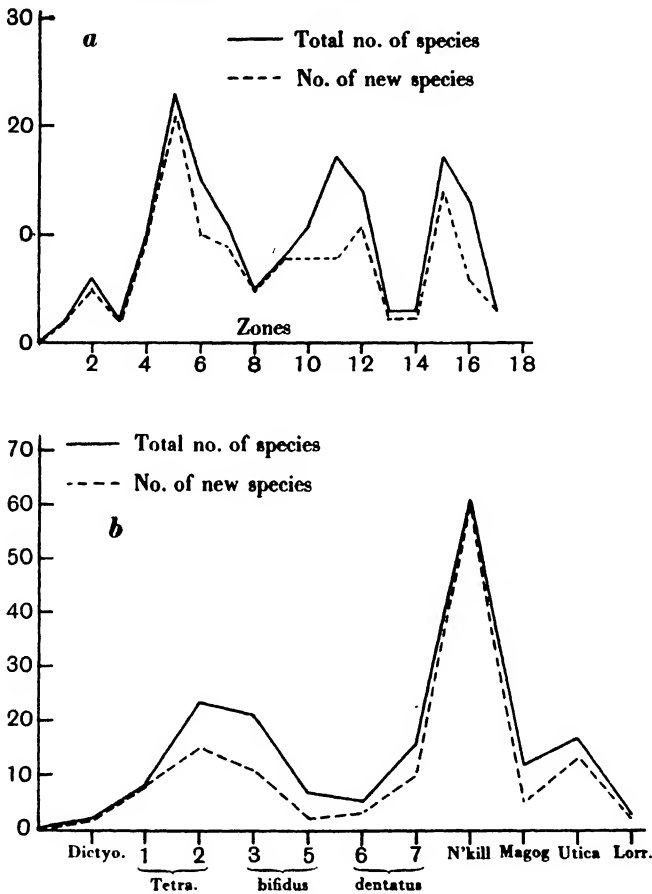 30
a
Total no. of species
No. of new species
20
0
0
Zones
2 4 6 8 10 12 14 16 18
70
Total no. of species
60
No. of new species
b
50
40
30
20
10
0
Dictyo. 1 2 3 5 6 7 N'kill Magog Utica Lorr.
Tetra. bifidus dentatus